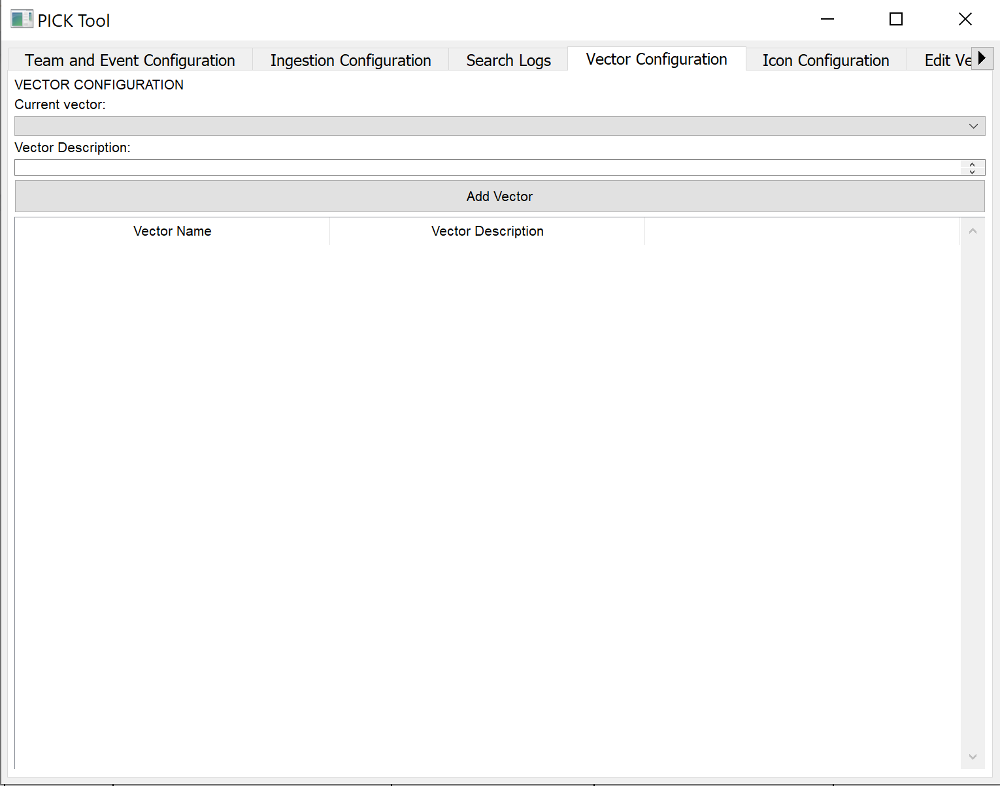 PICK Tool
Team and Event Configuration Ingestion Configuration Search Logs Vector Configuration Icon Configuration Edit Ve
VECTOR CONFIGURATION
Current vector:
Vector Description:
Add Vector
Vector Name Vector Description